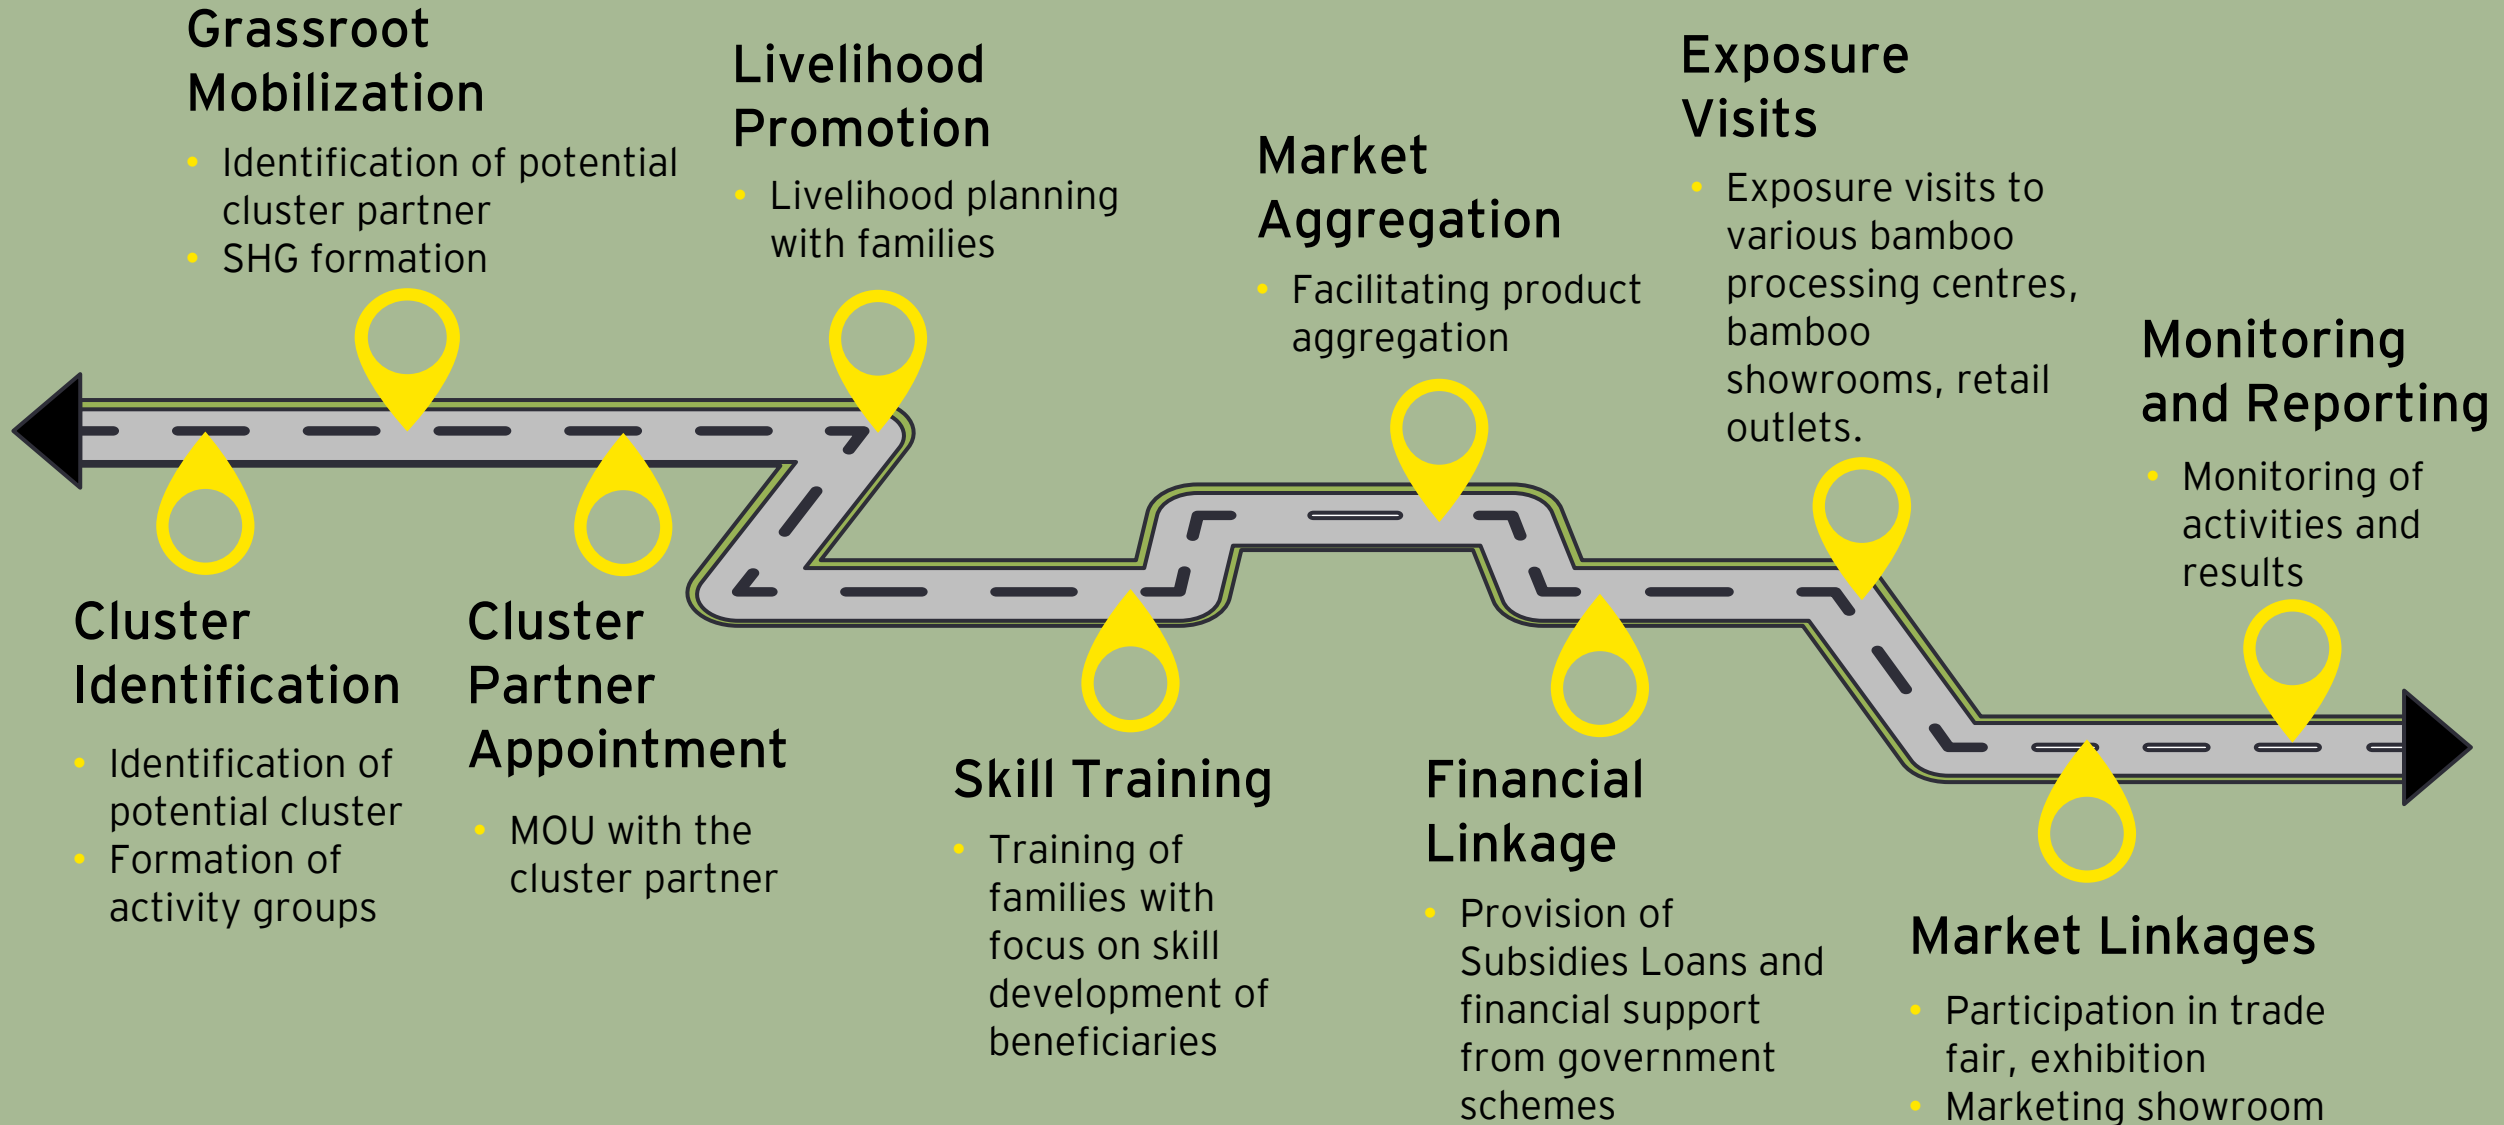 Grassroot
Mobilization
• Identification of potential
cluster partner
• SHG formation
Livelihood
Promotion
• Livelihood planning
with families
Market
Aggregation
• Facilitating product
aggregation
Exposure
Visits
• Exposure visits to
various bamboo
processing centres,
bamboo
showrooms, retail
outlets.
Monitoring
and Reporting
• Monitoring of
activities and
results
Cluster
Identification
• Identification of
potential cluster
• Formation of
activity groups
Cluster
Partner
Appointment
• MOU with the
cluster partner
Skill Training
• Training of
families with
focus on skill
development of
beneficiaries
Financial
Linkage
• Provision of
Subsidies Loans and
financial support
from government
schemes
Market Linkages
• Participation in trade
fair, exhibition
• Marketing showroom